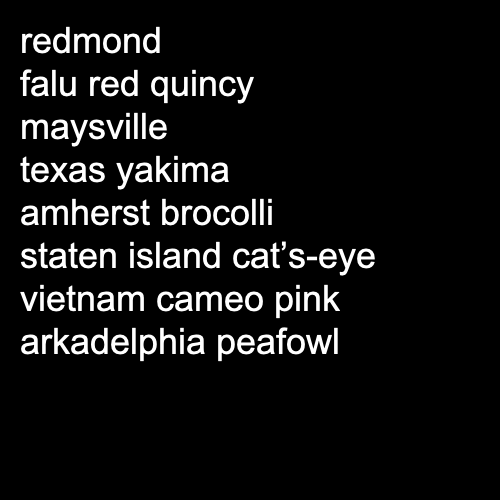 redmond
falu red quincy
maysville
texas yakima
amherst brocolli
staten island cat’s-eye
vietnam cameo pink
arkadelphia peafowl